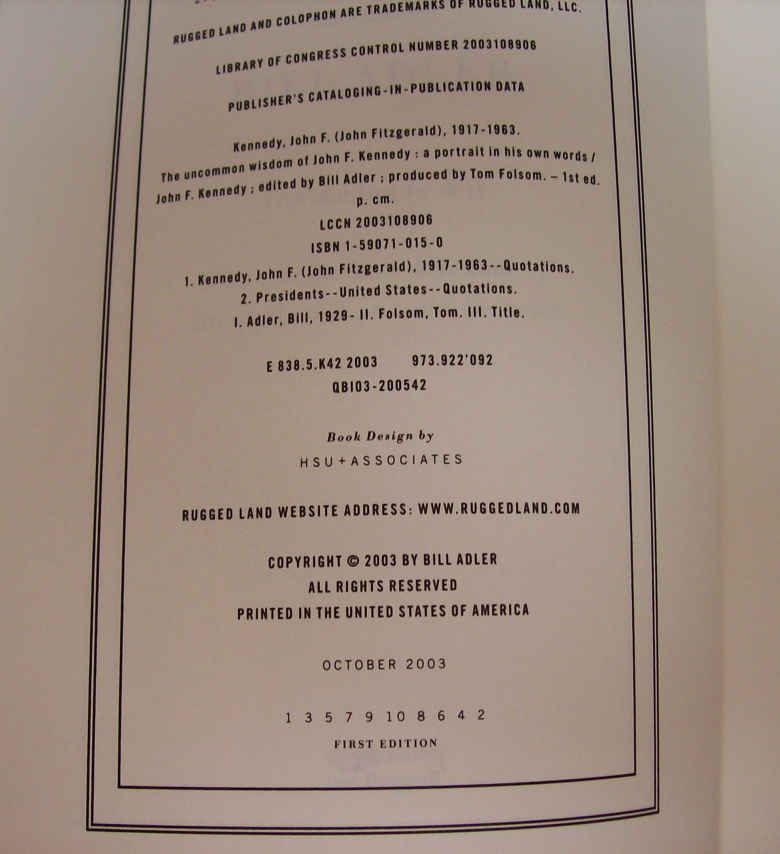 RUGGED LAND AND COLOPHON ARE TRADEMARKS OF RUGGED LAND, LLC.
LIBRARY OF CONGRESS CONTROL NUMBER 2003108906
PUBLISHER'S CATALOGING-IN-PUBLICATION DATA
Kennedy, John F. (John Fitzgerald), 1917-1963.
The uncommon wisdom of John F. Kennedy : a portrait in his own words /
John F. Kennedy ; edited by Bill Adler ; produced by Tom Folsom. – 1st ed.
p. cm.
LCCN 2003108906
ISBN 1-59071-015-0
1. Kennedy, John F. (John Fitzgerald), 1917-1963--Quotations.
2. Presidents--United States--Quotations.
I. Adler, Bill, 1929- II. Folsom, Tom. III. Title.
E 838.5.K42 2003 973.922'092
QBI03-200542
Book Design by
HSU+ASSOCIATES
RUGGED LAND WEBSITE ADDRESS: WWW.RUGGEDLAND.COM
COPYRIGHT © 2003 BY BILL ADLER
ALL RIGHTS RESERVED
PRINTED IN THE UNITED STATES OF AMERICA
OCTOBER 2003
1 3 5 7 9 10 8 6 4 2
FIRST EDITION